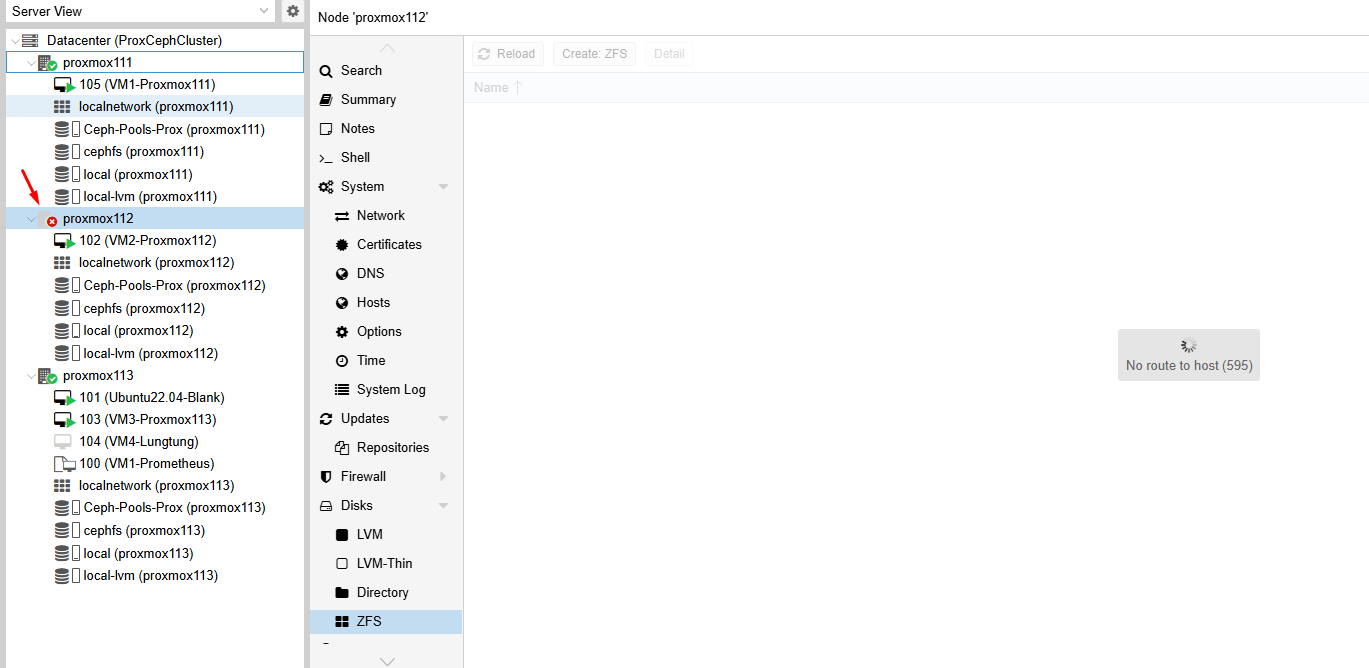 Server View
Datacenter (ProxCephCluster)
proxmox111
105 (VM1-Proxmox111)
localnetwork (proxmox111)
Ceph-Pools-Prox (proxmox111)
cephfs (proxmox111)
local (proxmox111)
local-lvm (proxmox111)
proxmox112
102 (VM2-Proxmox112)
localnetwork (proxmox112)
Ceph-Pools-Prox (proxmox112)
cephfs (proxmox112)
local (proxmox112)
local-lvm (proxmox112)
proxmox113
101 (Ubuntu22.04-Blank)
103 (VM3-Proxmox113)
104 (VM4-Lungtung)
100 (VM1-Prometheus)
localnetwork (proxmox113)
Ceph-Pools-Prox (proxmox113)
cephfs (proxmox113)
local (proxmox113)
local-lvm (proxmox113)
Node 'proxmox112'
Search
Summary
Notes
Shell
System
Network
Certificates
DNS
Hosts
Options
Time
System Log
Updates
Repositories
Firewall
Disks
LVM
LVM-Thin
Directory
ZFS
Reload
Create: ZFS
Detail
Name
No route to host (595)